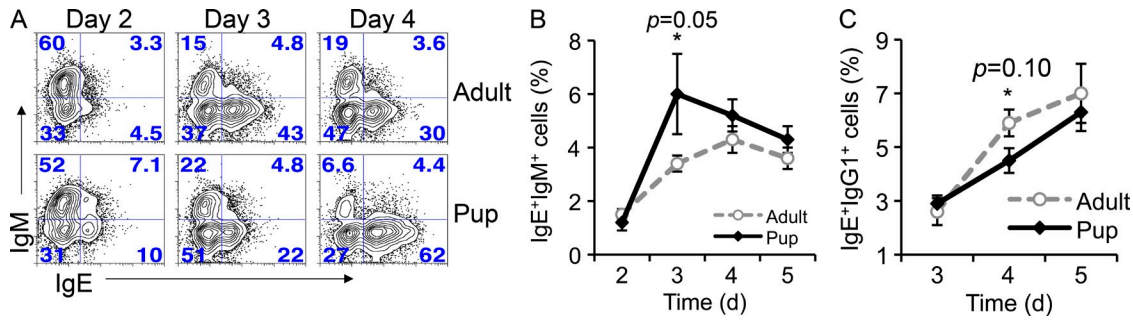 A
Day 2
Day 3
Day 4
60 3.3
33 4.5
15 4.8
37 43
19 3.6
47 30
Adult
52 7.1
31 10
22 4.8
51 22
6.6 4.4
27 62
Pup
IgM
IgE
B
p=0.05
*
IgE+IgM+ cells (%)
8
6
4
2
0
Adult
Pup
2 3 4 5
Time (d)
C
p=0.10
*
IgE+IgG1+ cells (%)
9
7
5
3
1
Adult
Pup
3 4 5
Time (d)